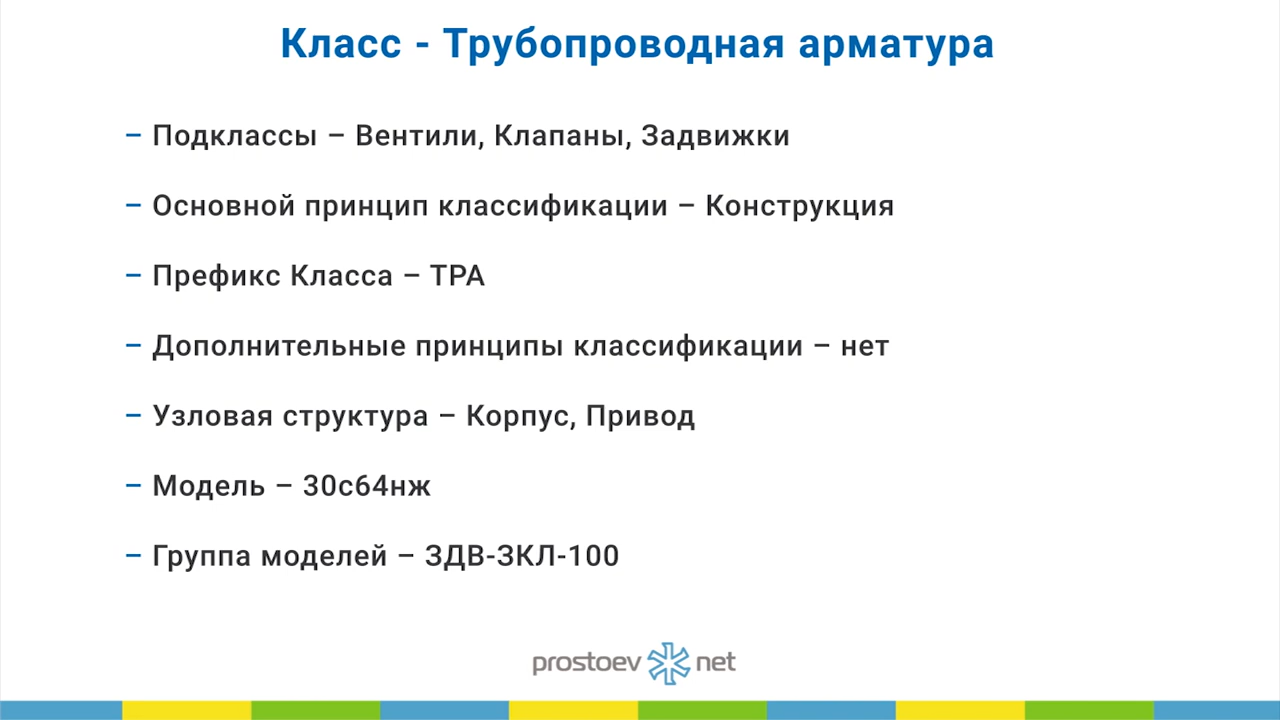 Класс - Трубопроводная арматура
– Подклассы – Вентили, Клапаны, Задвижки
– Основной принцип классификации – Конструкция
– Префикс Класса – ТРА
– Дополнительные принципы классификации – нет
– Узловая структура – Корпус, Привод
– Модель – 30с64нж
– Группа моделей – ЗДВ-ЗКЛ-100
prostoev net